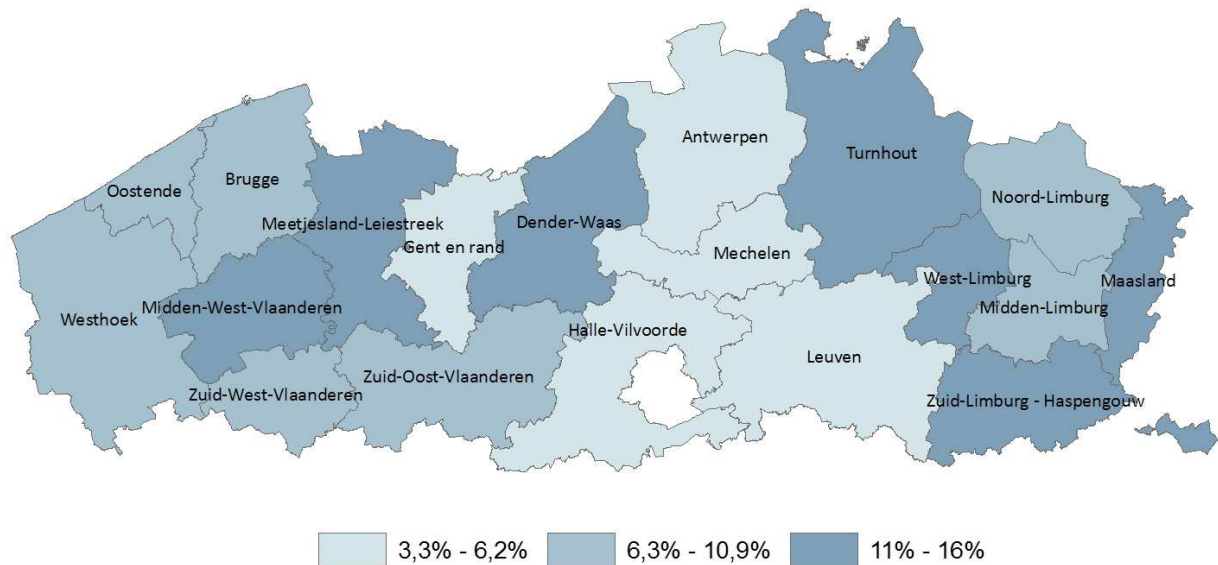 Antwerpen
Turnhout
Oostende
Brugge
Noord-Limburg
Meetjesland-Leiestreek
Dender-Waas
Gent en rand
Mechelen
West-Limburg
Maasland
Midden-West-Vlaanderen
Midden-Limburg
Westhoek
Halle-Vilvoorde
Leuven
Zuid-Oost-Vlaanderen
Zuid-West-Vlaanderen
Zuid-Limburg - Haspengouw
3,3% - 6,2%
6,3% - 10,9%
11% - 16%